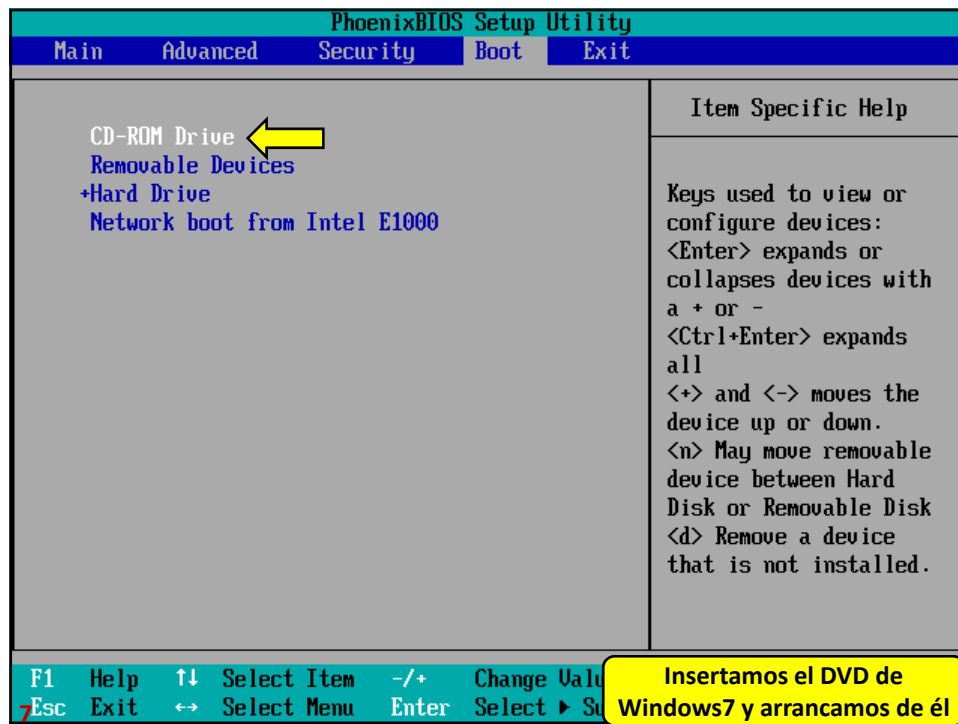 PhoenixBIOS Setup Utility
Main Advanced Security Boot Exit
CD-ROM Drive
Removable Devices
+Hard Drive
Network boot from Intel E1000
Item Specific Help
Keys used to view or
configure devices:
<Enter> expands or
collapses devices with
a + or -
<Ctrl+Enter> expands
all
<+> and <-> moves the
device up or down.
<n> May move removable
device between Hard
Disk or Removable Disk
<d> Remove a device
that is not installed.
F1 Help ↑↓ Select Item -/+ Change Valu
Esc Exit ↔ Select Menu Enter Select ▶ Su
7
Insertamos el DVD de
Windows7 y arrancamos de él